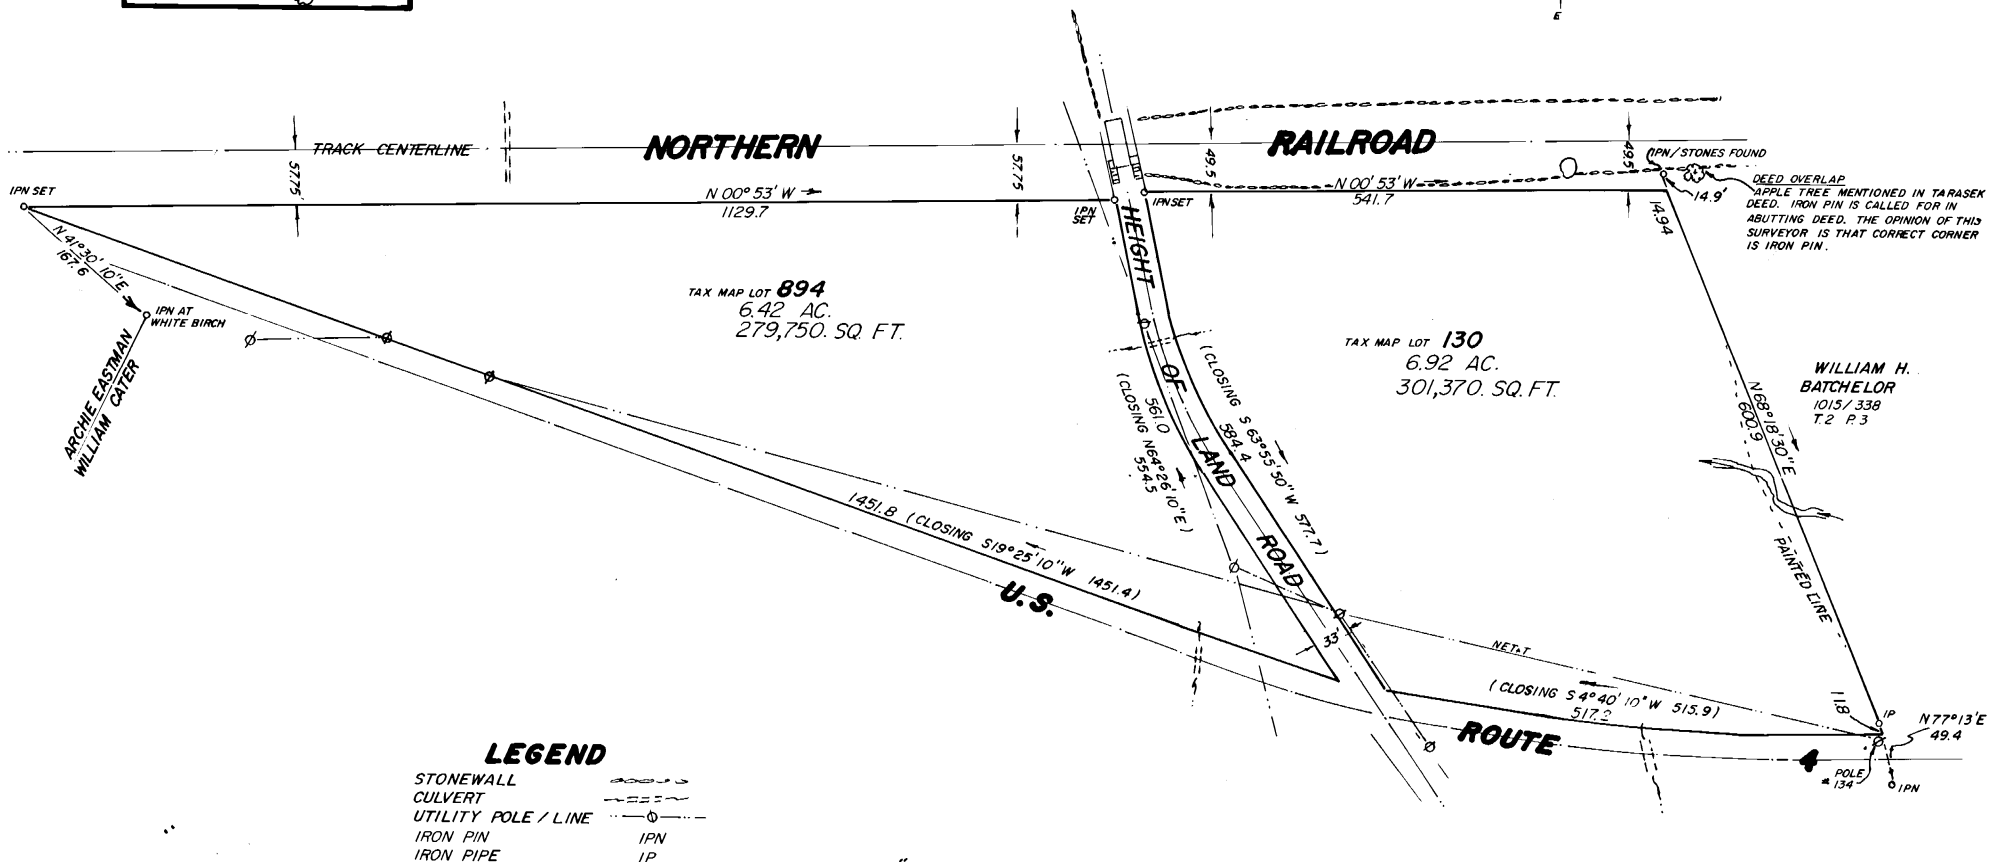 E
NORTHERN
RAILROAD
TRACK CENTERLINE
57.75
57.75
49.5
49.5
IPN/STONES FOUND
IPN SET
N 00°53' W
1129.7
IPN
SET
IPN SET
N 00°53' W
541.7
14.9'
14.94
DEED OVERLAP
APPLE TREE MENTIONED IN TARASEK
DEED. IRON PIN IS CALLED FOR IN
ABUTTING DEED. THE OPINION OF THIS
SURVEYOR IS THAT CORRECT CORNER
IS IRON PIN.
N 41°30' 10"E
167.6
IPN AT
WHITE BIRCH
ARCHIE EASTMAN
WILLIAM CATER
TAX MAP LOT 894
6.42 AC.
279,750. SQ. FT.
HEIGHT OF LAND ROAD
561.0
(CLOSING N64°26'10"E)
554.5
(CLOSING S 63°55'50" W 577.7)
584.4
TAX MAP LOT 130
6.92 AC.
301,370. SQ. FT.
WILLIAM H.
BATCHELOR
1015/338
T.2 P.3
N68°18'30"E
600.9
PAINTED LINE
1451.8 (CLOSING S19°25'10"W 1451.4)
33'
NET&T
(CLOSING S 4°40'10"W 515.9)
517.2
11.8
IP
N77°13'E
49.4
U.S. ROUTE 4
POLE
# 134
IPN
LEGEND
STONEWALL
CULVERT
UTILITY POLE / LINE
IRON PIN IPN
IRON PIPE IP